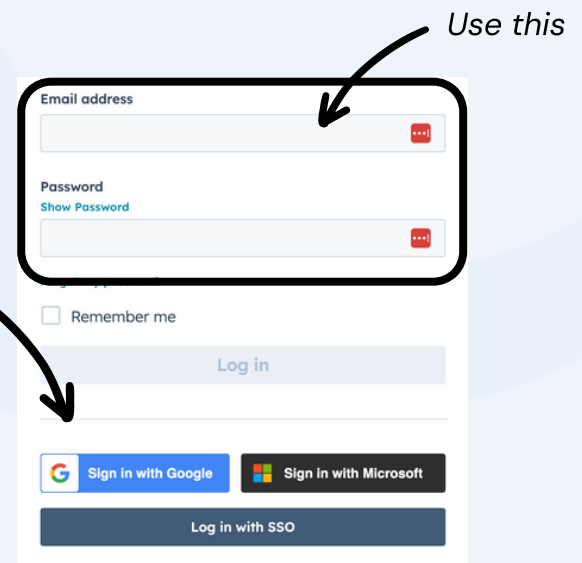 Use this
Email address
Password
Show Password
Remember me
Log in
Sign in with Google
Sign in with Microsoft
Log in with SSO